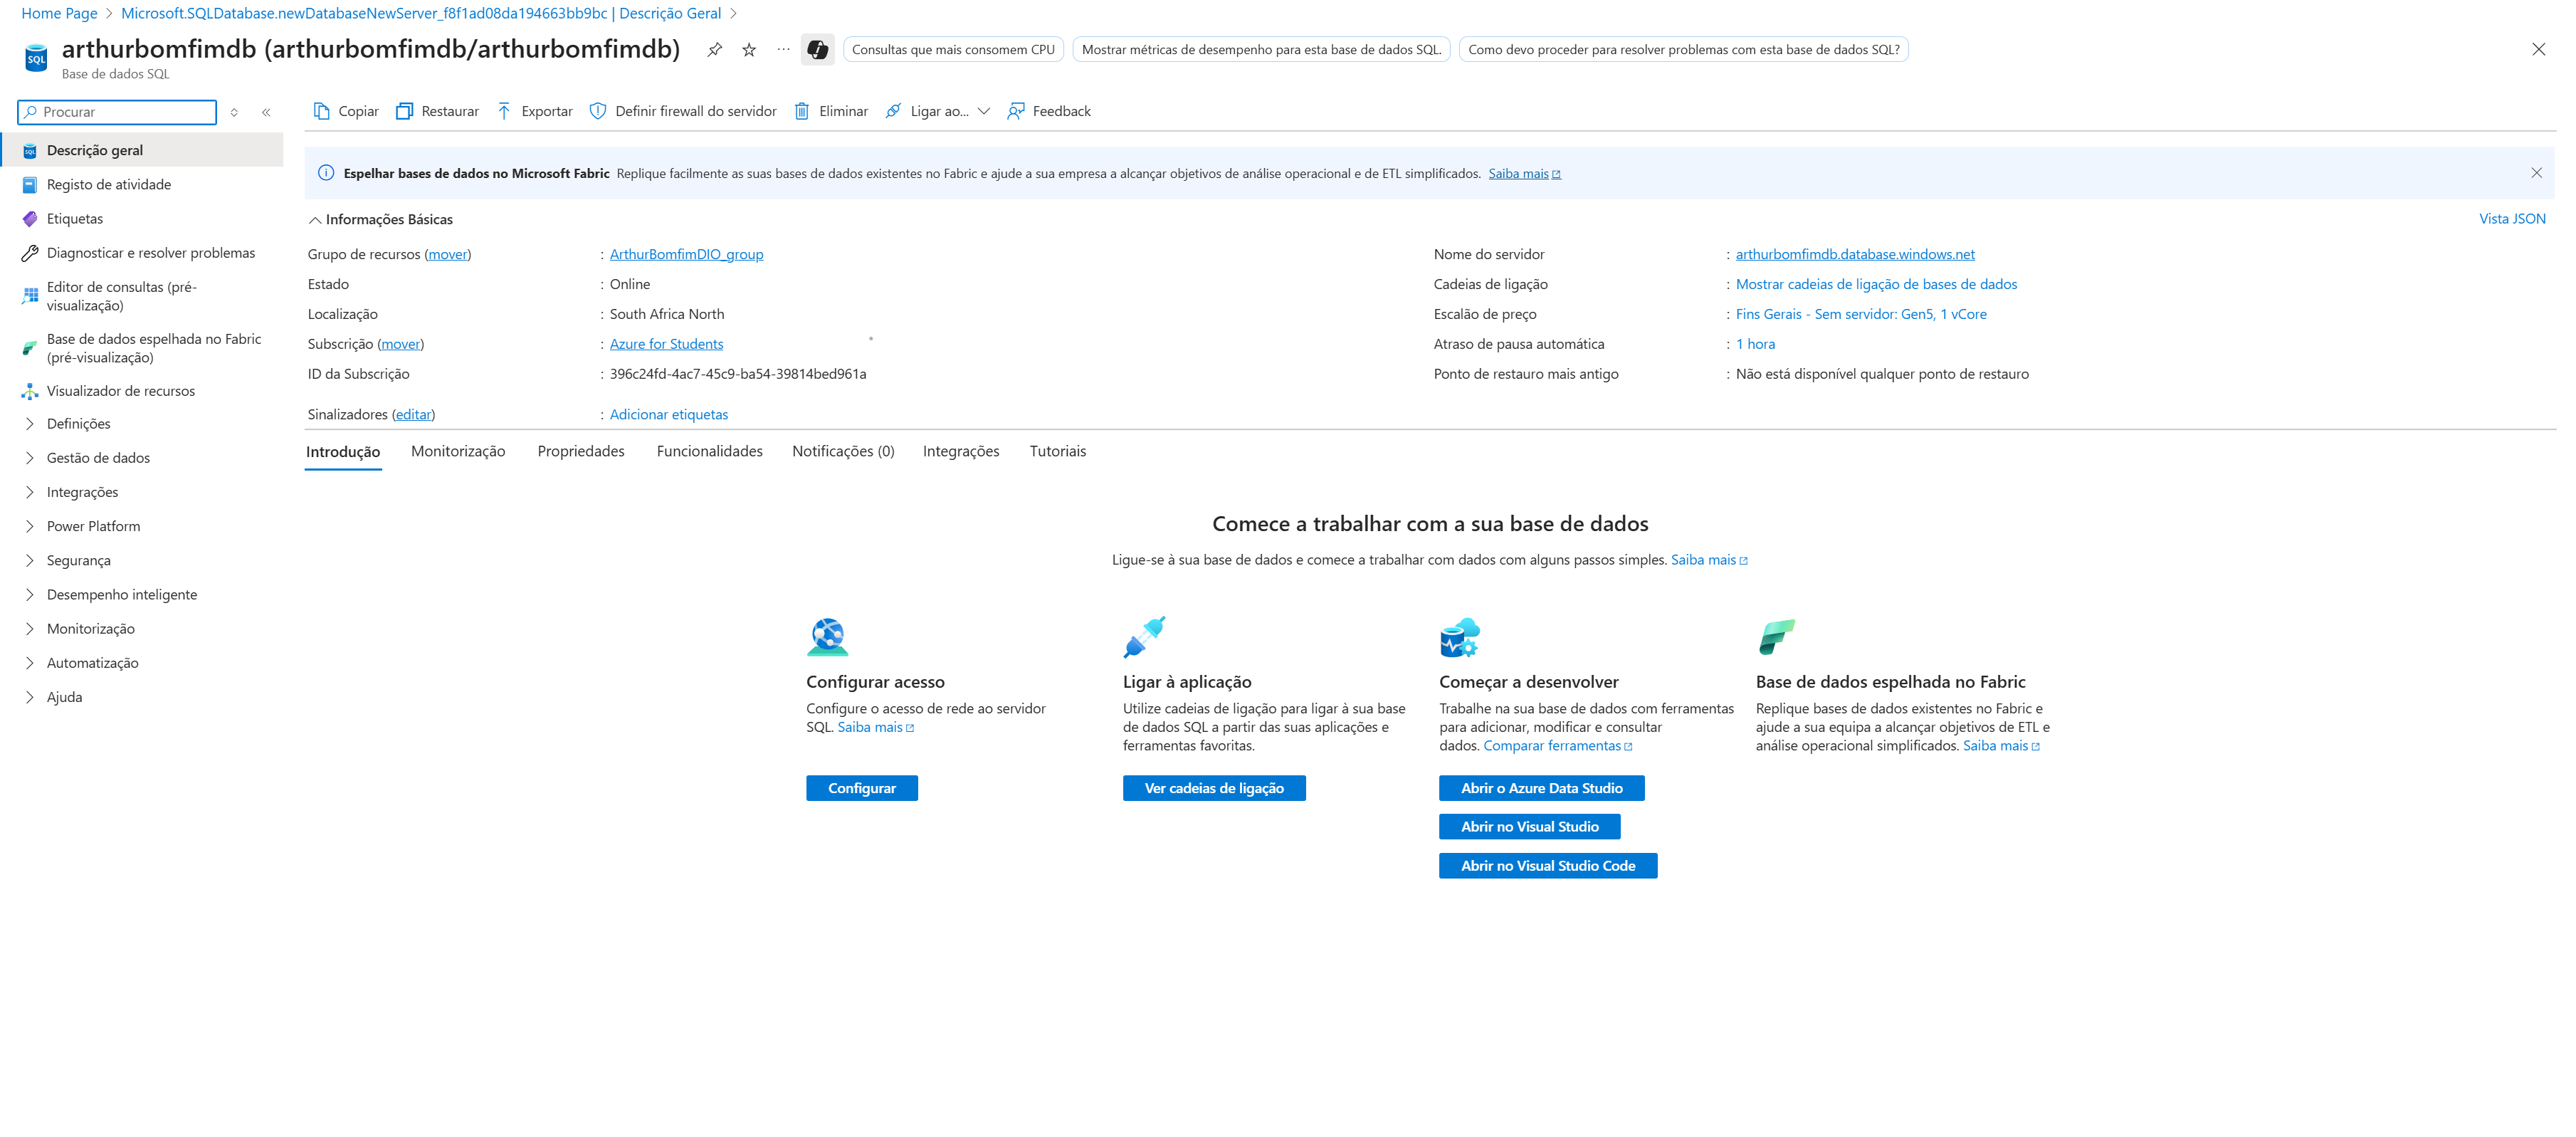 Home Page > Microsoft.SQLDatabase.newDatabaseNewServer_f8f1ad08da194663bb9bc | Descrição Geral >
arthurbomfimdb (arthurbomfimdb/arthurbomfimdb)
Base de dados SQL
Consultas que mais consomem CPU
Mostrar métricas de desempenho para esta base de dados SQL.
Como devo proceder para resolver problemas com esta base de dados SQL?
Procurar
Descrição geral
Registo de atividade
Etiquetas
Diagnosticar e resolver problemas
Editor de consultas (pré-
visualização)
Base de dados espelhada no Fabric
(pré-visualização)
Visualizador de recursos
Definições
Gestão de dados
Integrações
Power Platform
Segurança
Desempenho inteligente
Monitorização
Automatização
Ajuda
Copiar Restaurar Exportar Definir firewall do servidor Eliminar Ligar ao... Feedback
Espelhar bases de dados no Microsoft Fabric Replique facilmente as suas bases de dados existentes no Fabric e ajude a sua empresa a alcançar objetivos de análise operacional e de ETL simplificados. Saiba mais
Informações Básicas
Vista JSON
Grupo de recursos (mover) : ArthurBomfimDIO_group
Estado : Online
Localização : South Africa North
Subscrição (mover) : Azure for Students
ID da Subscrição : 396c24fd-4ac7-45c9-ba54-39814bed961a
Sinalizadores (editar) : Adicionar etiquetas
Nome do servidor : arthurbomfimdb.database.windows.net
Cadeias de ligação : Mostrar cadeias de ligação de bases de dados
Escalão de preço : Fins Gerais - Sem servidor: Gen5, 1 vCore
Atraso de pausa automática : 1 hora
Ponto de restauro mais antigo : Não está disponível qualquer ponto de restauro
Introdução Monitorização Propriedades Funcionalidades Notificações (0) Integrações Tutoriais
Comece a trabalhar com a sua base de dados
Ligue-se à sua base de dados e comece a trabalhar com dados com alguns passos simples. Saiba mais
Configurar acesso
Configure o acesso de rede ao servidor
SQL. Saiba mais
Configurar
Ligar à aplicação
Utilize cadeias de ligação para ligar à sua base
de dados SQL a partir das suas aplicações e
ferramentas favoritas.
Ver cadeias de ligação
Começar a desenvolver
Trabalhe na sua base de dados com ferramentas
para adicionar, modificar e consultar
dados. Comparar ferramentas
Abrir o Azure Data Studio
Abrir no Visual Studio
Abrir no Visual Studio Code
Base de dados espelhada no Fabric
Replique bases de dados existentes no Fabric e
ajude a sua equipa a alcançar objetivos de ETL e
análise operacional simplificados. Saiba mais